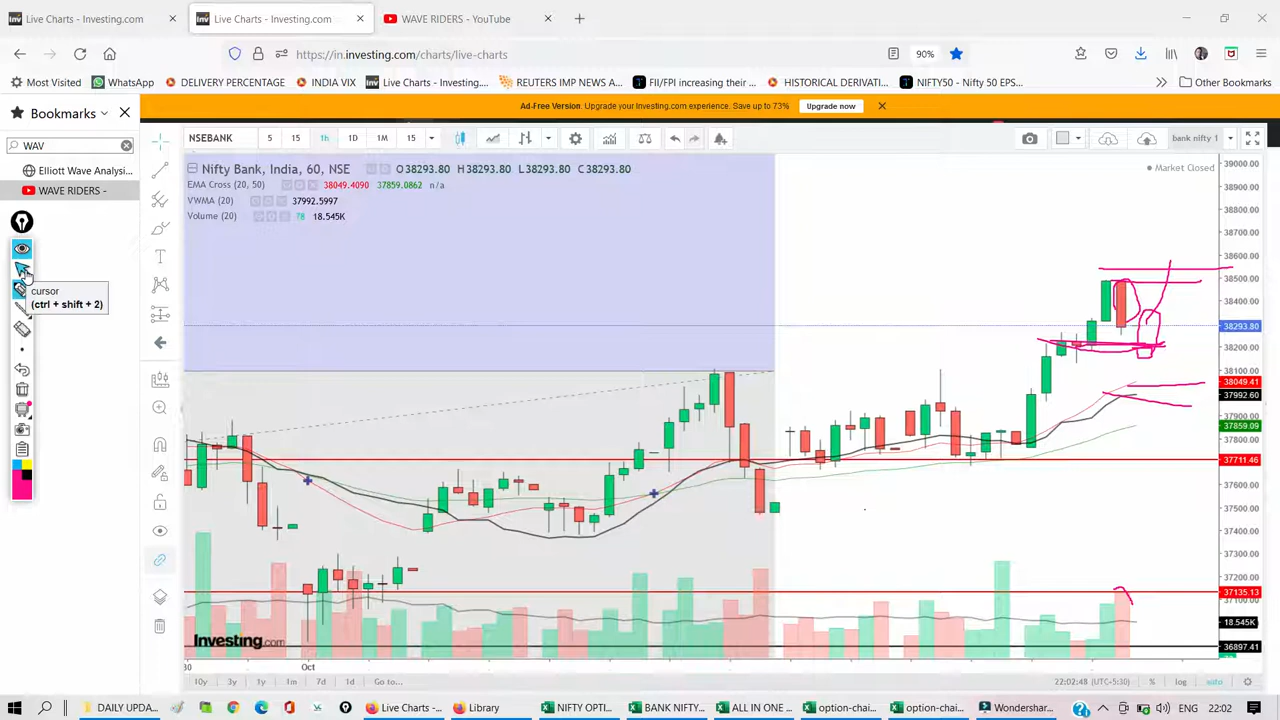 Live Charts - Investing.com
Live Charts - Investing.com
WAVE RIDERS - YouTube
https://in.investing.com/charts/live-charts
90%
Most Visited
WhatsApp
DELIVERY PERCENTAGE
INDIA VIX
Live Charts - Investing....
REUTERS IMP NEWS A...
FII/FPI increasing their ...
HISTORICAL DERIVATI...
NIFTY50 - Nifty 50 EPS...
Other Bookmarks
Bookmarks
Ad-Free Version. Upgrade your Investing.com experience. Save up to 73%
Upgrade now
WAV
Elliott Wave Analysi...
WAVE RIDERS -
NSEBANK
5
15
1h
1D
1M
15
bank nifty 1
Nifty Bank, India, 60, NSE
O38293.80 H38293.80 L38293.80 C38293.80
EMA Cross (20, 50)
38049.4090 37859.0862 n/a
VWMA (20)
37992.5997
Volume (20)
78 18.545K
Market Closed
cursor
(ctrl + shift + 2)
39000.00
38900.00
38800.00
38700.00
38600.00
38500.00
38400.00
38293.80
38200.00
38100.00
38049.41
37992.60
37900.00
37859.09
37800.00
37711.46
37600.00
37500.00
37400.00
37300.00
37200.00
37135.13
37100.00
18.545K
36897.41
Investing.com
30
Oct
10y
3y
1y
1m
7d
1d
Go to...
22:02:48 (UTC-5:30)
%
log
auto
DAILY UPDA...
Live Charts - ...
Library
NIFTY OPTI...
BANK NIFTY...
ALL IN ONE ...
option-chai...
option-chai...
Wondershar...
ENG
22:02